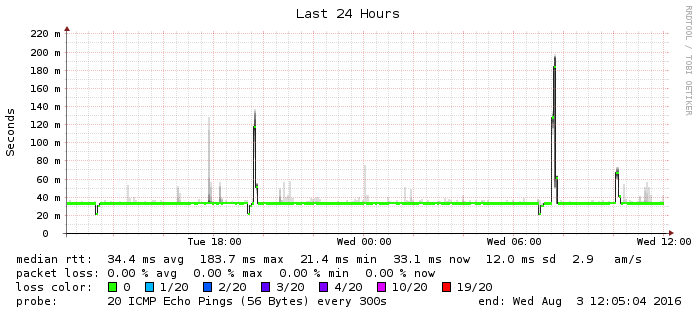 Last 24 Hours
RRDTOOL / TOBI OETIKER
Seconds
220 m
200 m
180 m
160 m
140 m
120 m
100 m
80 m
60 m
40 m
20 m
0
Tue 18:00 Wed 00:00 Wed 06:00 Wed 12:00
median rtt: 34.4 ms avg 183.7 ms max 21.4 ms min 33.1 ms now 12.0 ms sd 2.9 am/s
packet loss: 0.00 % avg 0.00 % max 0.00 % min 0.00 % now
loss color: 0 1/20 2/20 3/20 4/20 10/20 19/20
probe: 20 ICMP Echo Pings (56 Bytes) every 300s end: Wed Aug 3 12:05:04 2016